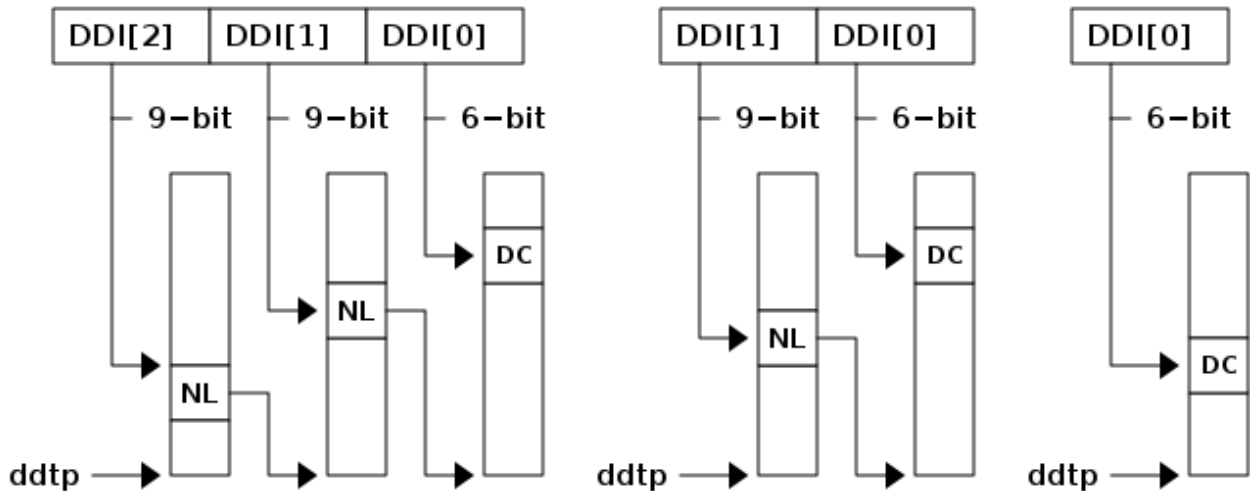 DDI[2] DDI[1] DDI[0] DDI[1] DDI[0] DDI[0]
9-bit 9-bit 6-bit 9-bit 6-bit 6-bit
DC DC
NL NL
DC
NL
ddtp ddtp ddtp